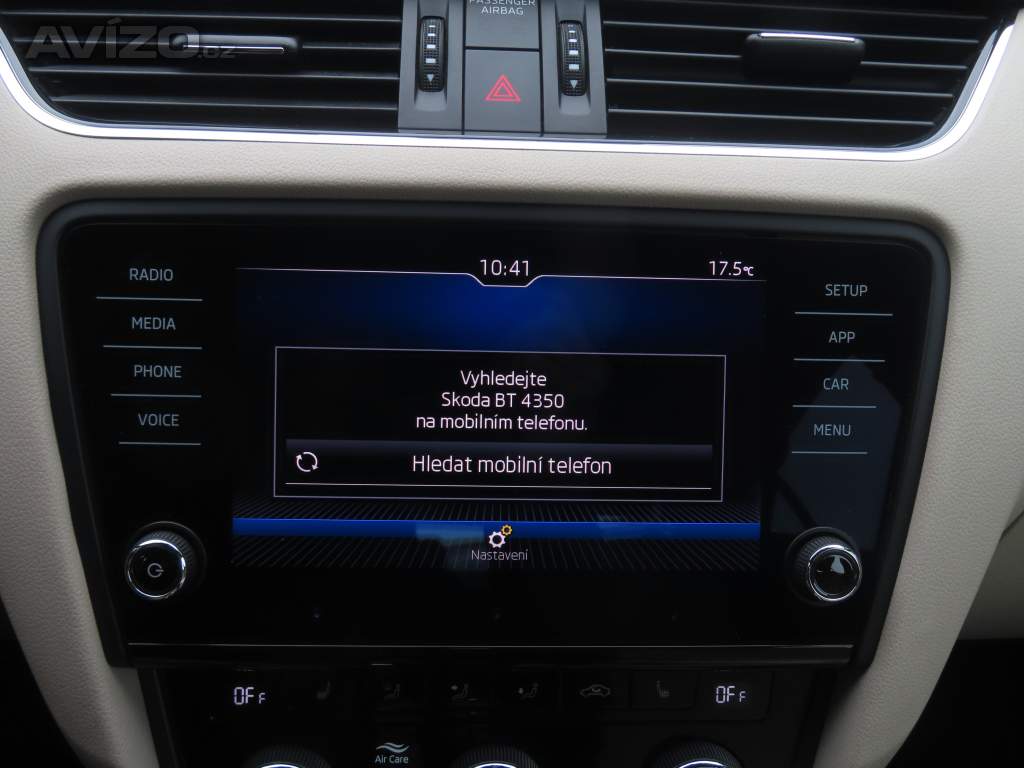 AVÍZO.cz
PASSENGER
AIRBAG
10:41
17.5°C
RADIO
MEDIA
PHONE
VOICE
SETUP
APP
CAR
MENU
Vyhledejte
Skoda BT 4350
na mobilním telefonu.
Hledat mobilní telefon
Nastavení
OFF
OFF
Air Care